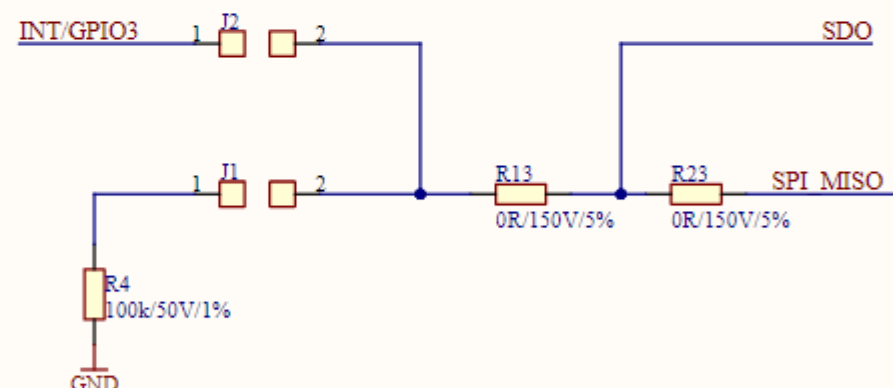 J2
INT/GPIO3 1 2 SDO
J1 R13 R23
1 2 SPI_MISO
0R/150V/5% 0R/150V/5%
R4
100k/50V/1%
GND